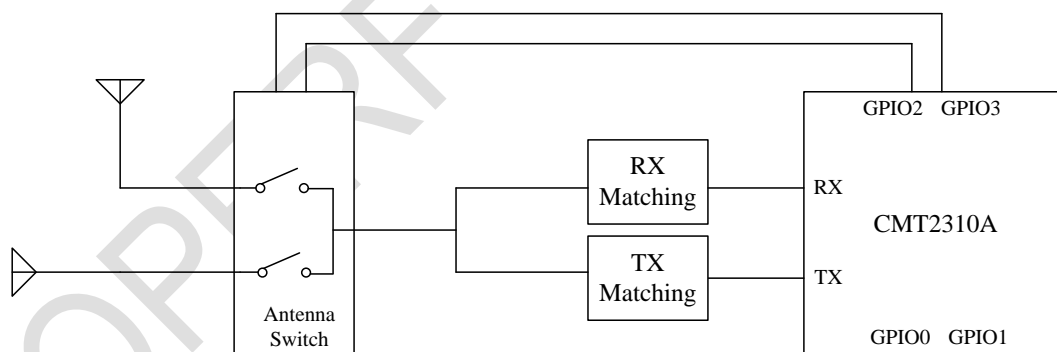 GPIO2 GPIO3
RX
Matching
RX
CMT2310A
TX
Matching
TX
Antenna
Switch
GPIO0 GPIO1